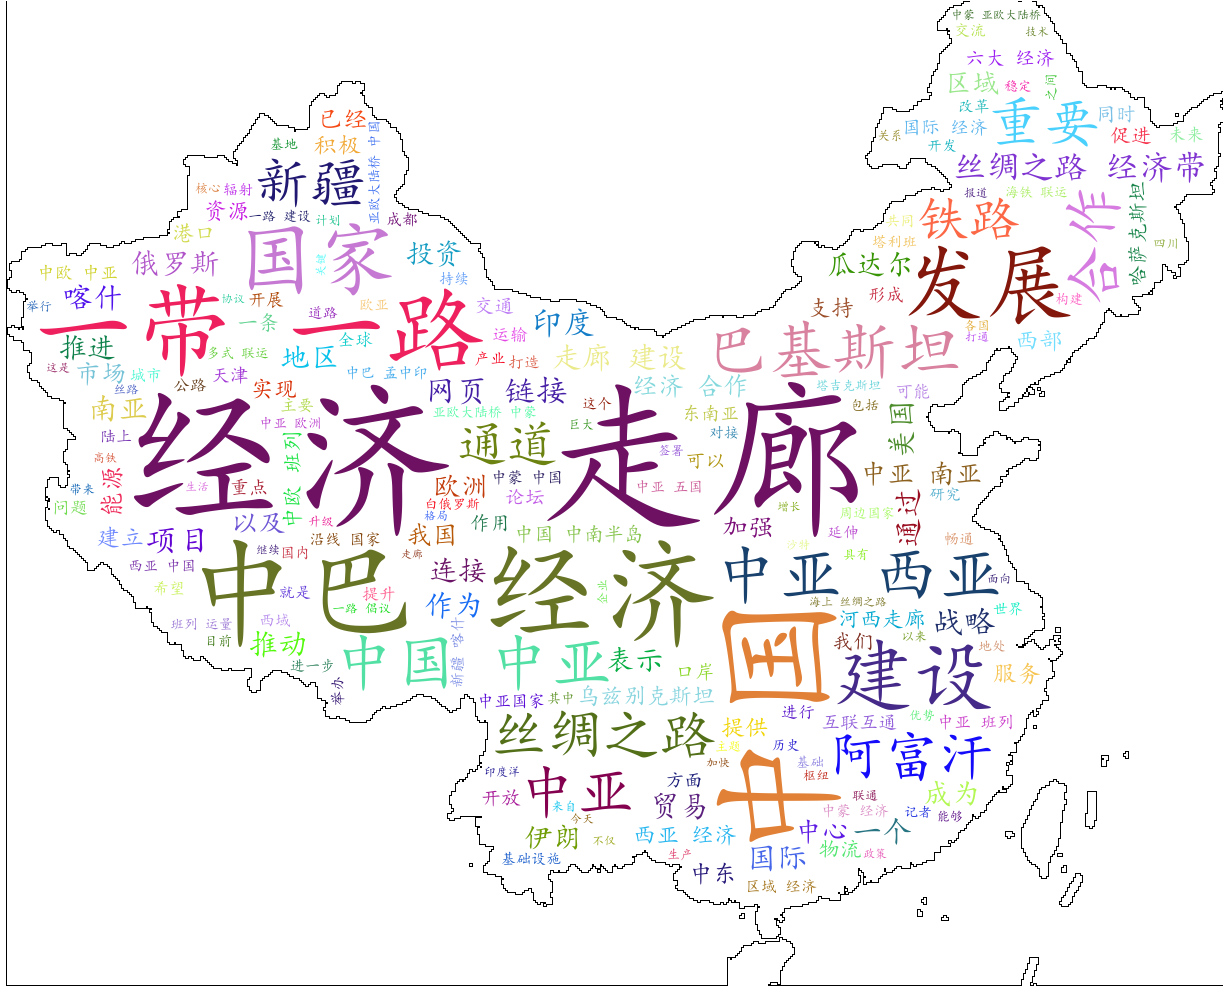 中蒙 亚欧大陆桥
交流
技术
六大 经济
区域
稳定
之间
改革
重要
同时
国际 经济
关系
开发
促进
未来
丝绸之路 经济带
报道
海铁 联运
已经
积极
基地
亚欧大陆桥 中国
新疆
核心
辐射
资源
一路 建设
计划
成都
港口
国家
投资
俄罗斯
持续
中欧 中亚
喀什
举行
协议
开展
一带一路
道路
欧亚
交通
运输
印度
一条
全球
推进
多式 联运
地区
产业
打造
走廊 建设
这是
市场
城市
天津
中巴 孟中印
丝路
公路
实现
网页 链接
经济 合作
共同
铁路
合作
哈萨克斯坦
四川
塔利班
瓜达尔
发展
形成
支持
构建
各国
打通
西部
巴基斯坦
塔吉克斯坦
可能
南亚
主要
中亚 欧洲
亚欧大陆桥 中蒙
这个
巨大
东南亚
包括
对接
美国
陆上
经济走廊
通道
签署
可以
高铁
能源
带来
问题
生活
重点
中欧 班列
欧洲
中蒙 中国
论坛
白俄罗斯
格局
中亚 五国
中亚 南亚
研究
增长
周边国家
通过
建立
项目
以及
升级
沿线 国家
我国
作用
中国 中南半岛
加强
延伸
畅通
西亚 中国
继续
国内
走廊
连接
具有
希望
中巴经济
就是
提升
一路 倡议
作为
中亚西亚
面向
海上 丝绸之路
世界
班列 运量
西域
目前
推动
进一步
中国中亚
新疆 喀什
表示
口岸
河西走廊
战略
我们
以来
地处
举办
中亚国家
其中
乌兹别克斯坦
中国
建设
服务
进行
互联互通
优势
中亚 班列
丝绸之路
提供
主题
历史
加快
基础
枢纽
阿富汗
印度洋
开放
中亚
来自
今天
方面
贸易
联通
成为
中蒙 经济
记者
能够
伊朗
不仅
西亚 经济
中心
一个
基础设施
生产
国际
物流
政策
中东
区域 经济